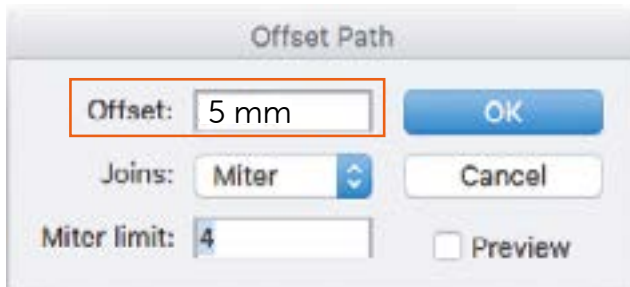 Offset Path
Offset: 5 mm OK
Joins: Miter Cancel
Miter limit: 4 Preview